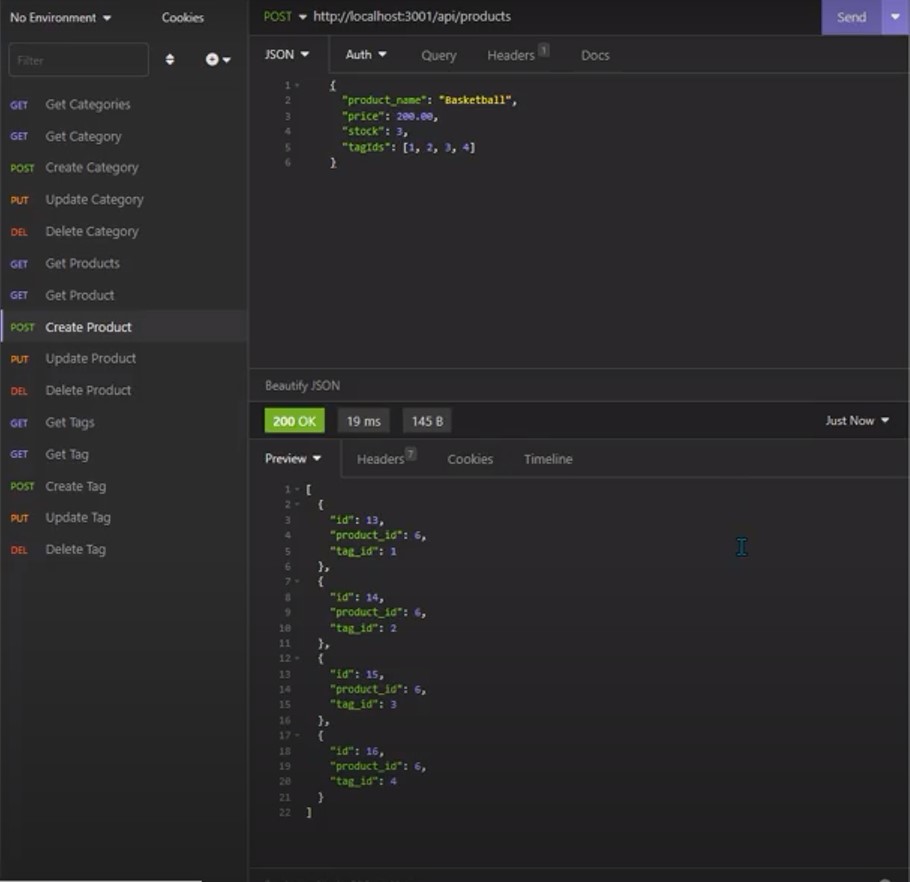 No Environment
Cookies
Filter
GET Get Categories
GET Get Category
POST Create Category
PUT Update Category
DEL Delete Category
GET Get Products
GET Get Product
POST Create Product
PUT Update Product
DEL Delete Product
GET Get Tags
GET Get Tag
POST Create Tag
PUT Update Tag
DEL Delete Tag
POST http://localhost:3001/api/products Send
JSON Auth Query Headers 1 Docs
1 {
2 "product_name": "Basketball",
3 "price": 200.00,
4 "stock": 3,
5 "tagIds": [1, 2, 3, 4]
6 }
Beautify JSON
200 OK 19 ms 145 B Just Now
Preview Headers 7 Cookies Timeline
1 [
2 {
3 "id": 13,
4 "product_id": 6,
5 "tag_id": 1
6 },
7 {
8 "id": 14,
9 "product_id": 6,
10 "tag_id": 2
11 },
12 {
13 "id": 15,
14 "product_id": 6,
15 "tag_id": 3
16 },
17 {
18 "id": 16,
19 "product_id": 6,
20 "tag_id": 4
21 }
22 ]